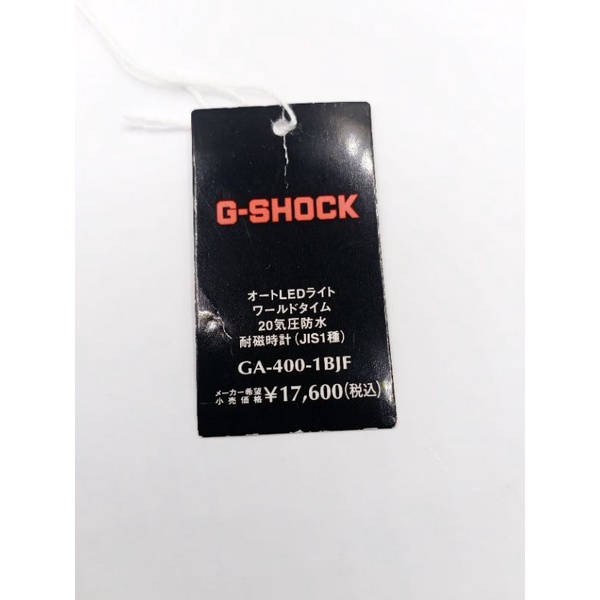 G-SHOCK
オートLEDライト
ワールドタイム
20気圧防水
耐磁時計(JIS1種)
GA-400-1BJF
メーカー希望
小売価格 ¥17,600(税込)